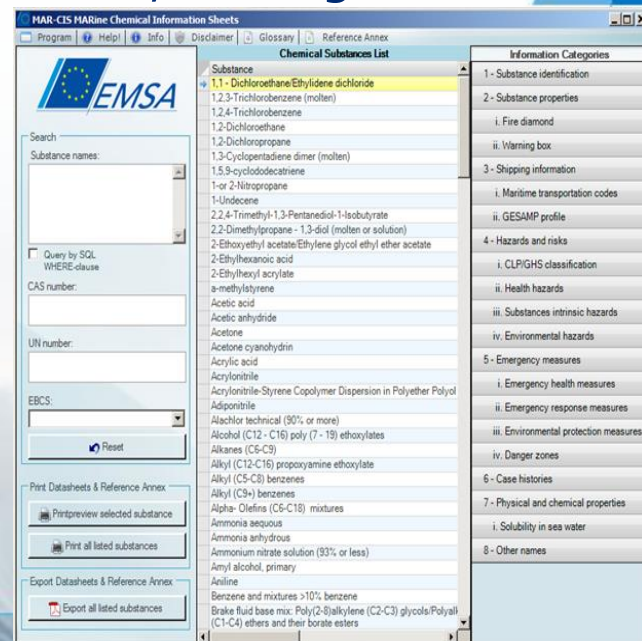 MAR-CIS MARine Chemical Information Sheets
Program Help! Info Disclaimer Glossary Reference Annex
EMSA
Search
Substance names:
Query by SQL
WHERE-clause
CAS number:
UN number:
EBCS:
Reset
Print Datasheets & Reference Annex
Printpreview selected substance
Print all listed substances
Export Datasheets & Reference Annex
Export all listed substances
Chemical Substances List
Substance
1,1 - Dichloroethane/Ethylidene dichloride
1,2,3-Trichlorobenzene (molten)
1,2,4-Trichlorobenzene
1,2-Dichloroethane
1,2-Dichloropropane
1,3-Cyclopentadiene dimer (molten)
1,5,9-cyclododecatriene
1-or 2-Nitropropane
1-Undecene
2,2,4-Trimethyl-1,3-Pentanediol-1-Isobutyrate
2,2-Dimethylpropane - 1,3-diol (molten or solution)
2-Ethoxyethyl acetate/Ethylene glycol ethyl ether acetate
2-Ethylhexanoic acid
2-Ethylhexyl acrylate
a-methylstyrene
Acetic acid
Acetic anhydride
Acetone
Acetone cyanohydrin
Acrylic acid
Acrylonitrile
Acrylonitrile-Styrene Copolymer Dispersion in Polyether Polyol
Adiponitrile
Alachlor technical (90% or more)
Alcohol (C12 - C16) poly (7 - 19) ethoxylates
Alkanes (C6-C9)
Alkyl (C12-C16) propoxyamine ethoxylate
Alkyl (C5-C8) benzenes
Alkyl (C9+) benzenes
Alpha- Olefins (C6-C18) mixtures
Ammonia aequous
Ammonia anhydrous
Ammonium nitrate solution (93% or less)
Amyl alcohol, primary
Aniline
Benzene and mixtures >10% benzene
Brake fluid base mix: Poly(2-8)alkylene (C2-C3) glycols/Polyalk
(C1-C4) ethers and their borate esters
Information Categories
1 - Substance identification
2 - Substance properties
i. Fire diamond
ii. Warning box
3 - Shipping information
i. Maritime transportation codes
ii. GESAMP profile
4 - Hazards and risks
i. CLP/GHS classification
ii. Health hazards
iii. Substances intrinsic hazards
iv. Environmental hazards
5 - Emergency measures
i. Emergency health measures
ii. Emergency response measures
iii. Environmental protection measures
iv. Danger zones
6 - Case histories
7 - Physical and chemical properties
i. Solubility in sea water
8 - Other names